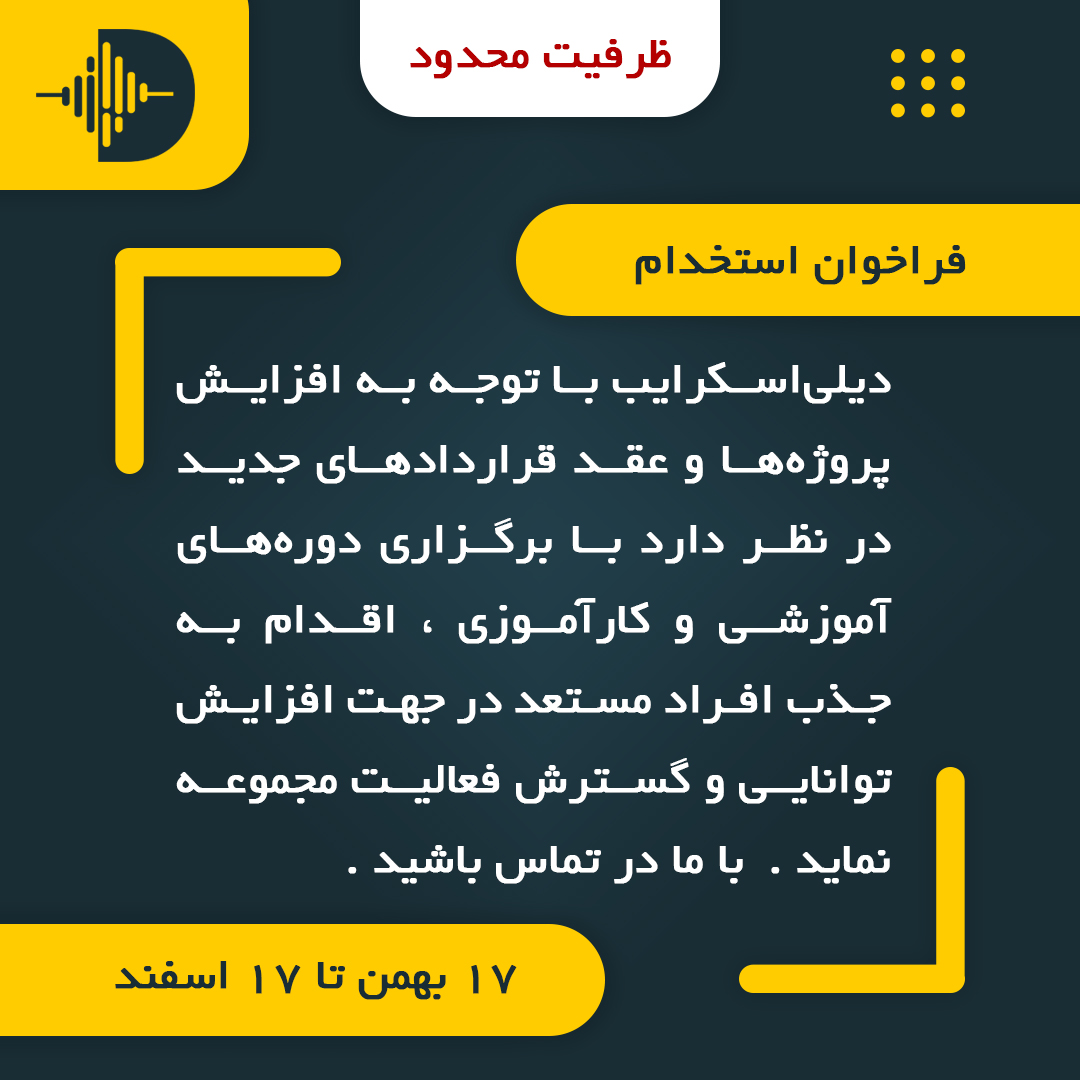 ظرفیت محدود
فراخوان استخدام
دیلی‌اسکرایب با توجه به افزایش
پروژه‌ها و عقد قراردادهای جدید
در نظر دارد با برگزاری دوره‌های
آموزشی و کارآموزی ، اقدام به
جذب افراد مستعد در جهت افزایش
توانایی و گسترش فعالیت مجموعه
نماید . با ما در تماس باشید .
۱۷ بهمن تا ۱۷ اسفند